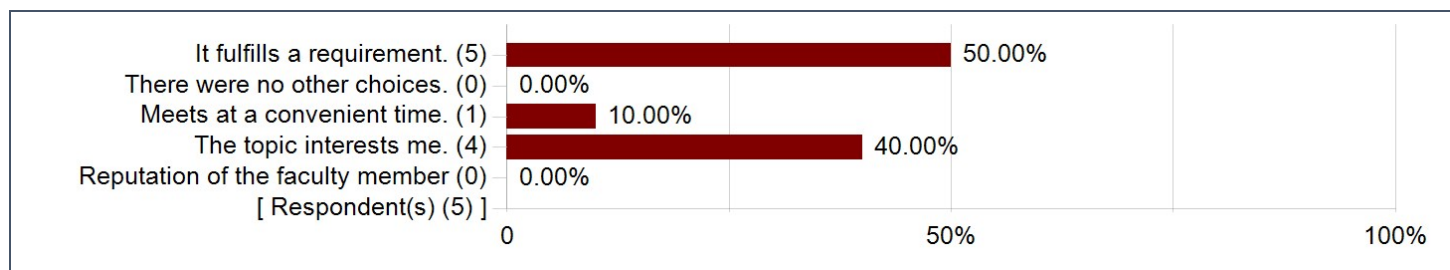 It fulfills a requirement. (5) 50.00%
There were no other choices. (0) 0.00%
Meets at a convenient time. (1) 10.00%
The topic interests me. (4) 40.00%
Reputation of the faculty member (0) 0.00%
[ Respondent(s) (5) ]
0 50% 100%